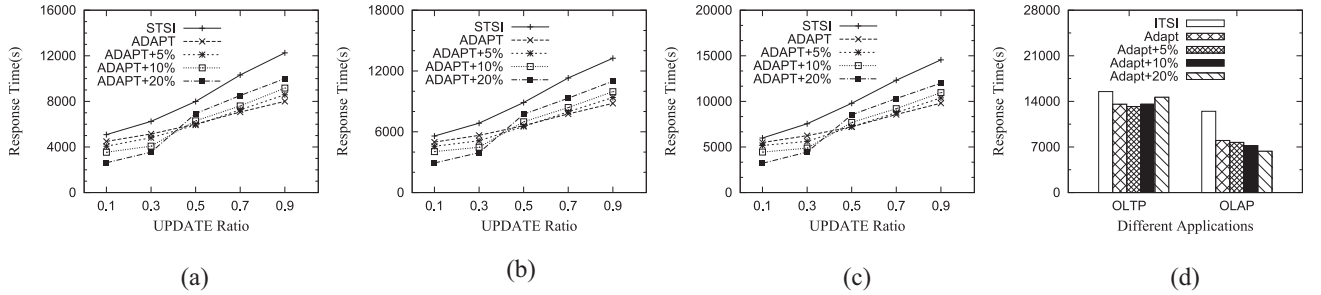 Response Time(s)
16000
12000
8000
4000
0
STSI
ADAPT
ADAPT+5%
ADAPT+10%
ADAPT+20%
0.1 0.3 0.5 0.7 0.9
UPDATE Ratio
(a)
Response Time(s)
18000
12000
6000
0
STSI
ADAPT
ADAPT+5%
ADAPT+10%
ADAPT+20%
0.1 0.3 0.5 0.7 0.9
UPDATE Ratio
(b)
Response Time(s)
20000
15000
10000
5000
0
STSI
ADAPT
ADAPT+5%
ADAPT+10%
ADAPT+20%
0.1 0.3 0.5 0.7 0.9
UPDATE Ratio
(c)
Response Time(s)
28000
21000
14000
7000
0
ITSI
Adapt
Adapt+5%
Adapt+10%
Adapt+20%
OLTP OLAP
Different Applications
(d)